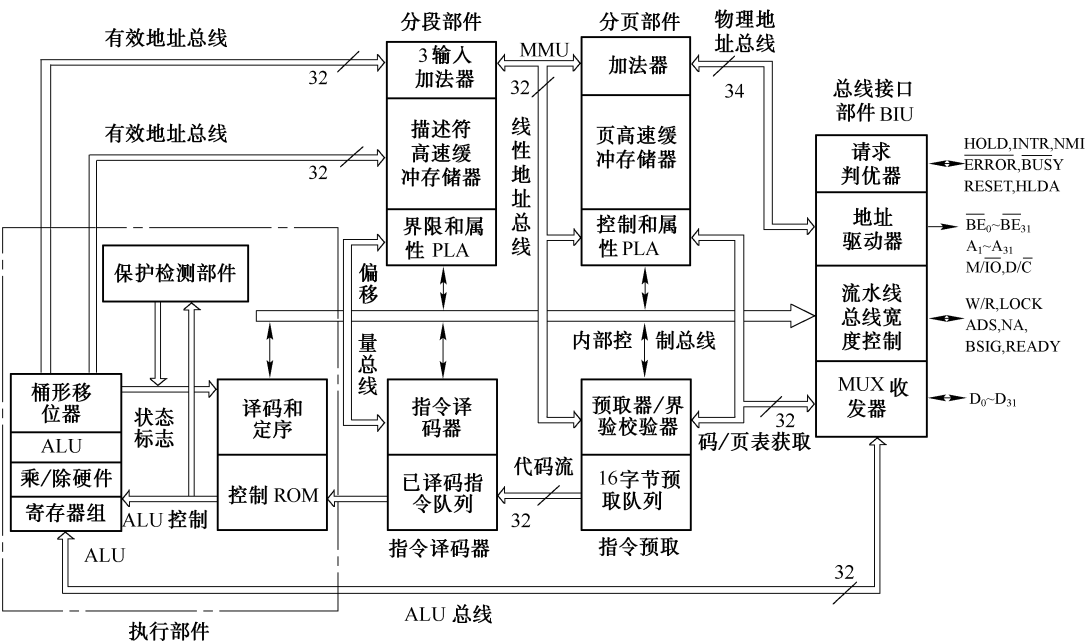 分段部件
分页部件
物理地
址总线
有效地址总线
32
3输入
加法器
MMU
32
加法器
34
总线接口
部件 BIU
有效地址总线
32
描述符
高速缓
冲存储器
线性地址总线
页高速缓
冲存储器
请求
判优器
HOLD,INTR,NMI
ERROR,BUSY
RESET,HLDA
界限和属
性 PLA
控制和属
性 PLA
地址
驱动器
BE0~BE31
A1~A31
M/IO,D/C
保护检测部件
偏移
量总线
内部控
制总线
流水线
总线宽
度控制
W/R,LOCK
ADS,NA,
BSIG,READY
桶形移
位器
ALU
乘/除硬件
寄存器组
状态
标志
译码和
定序
控制 ROM
指令译
码器
已译码指
令队列
预取器/界
验校验器
16字节预
取队列
MUX 收
发器
D0~D31
32
码/页表获取
代码流
32
ALU 控制
指令译码器
指令预取
ALU
32
ALU 总线
执行部件